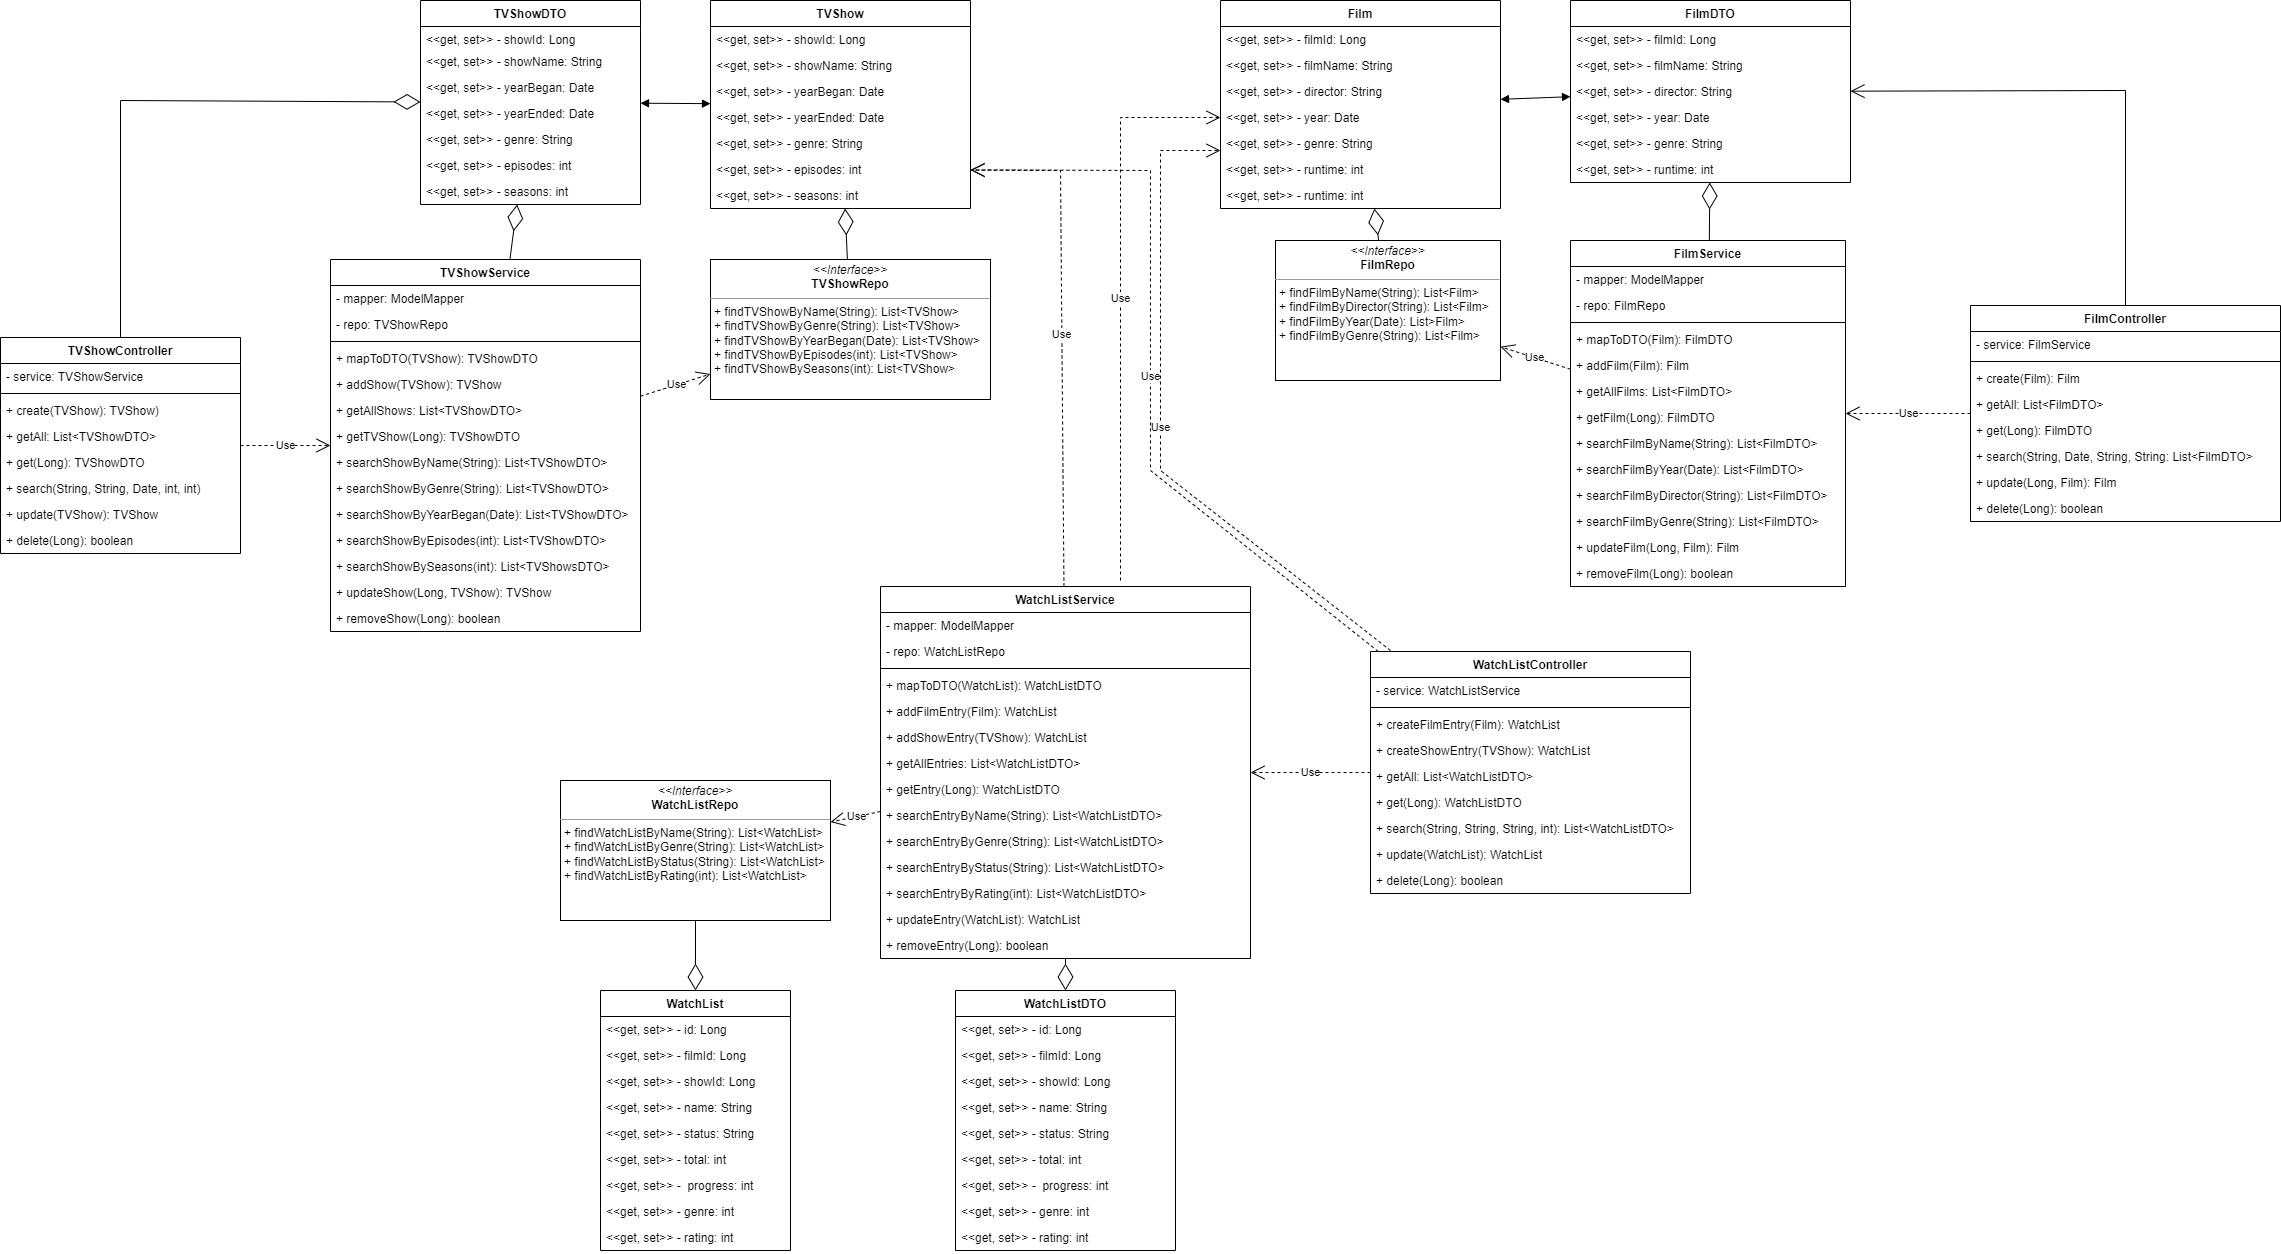 TVShowDTO
<<get, set>> - showId: Long
<<get, set>> - showName: String
<<get, set>> - yearBegan: Date
<<get, set>> - yearEnded: Date
<<get, set>> - genre: String
<<get, set>> - episodes: int
<<get, set>> - seasons: int
TVShow
<<get, set>> - showId: Long
<<get, set>> - showName: String
<<get, set>> - yearBegan: Date
<<get, set>> - yearEnded: Date
<<get, set>> - genre: String
<<get, set>> - episodes: int
<<get, set>> - seasons: int
Film
<<get, set>> - filmId: Long
<<get, set>> - filmName: String
<<get, set>> - director: String
<<get, set>> - year: Date
<<get, set>> - genre: String
<<get, set>> - runtime: int
<<get, set>> - runtime: int
FilmDTO
<<get, set>> - filmId: Long
<<get, set>> - filmName: String
<<get, set>> - director: String
<<get, set>> - year: Date
<<get, set>> - genre: String
<<get, set>> - runtime: int
TVShowController
- service: TVShowService
+ create(TVShow): TVShow)
+ getAll: List<TVShowDTO>
+ get(Long): TVShowDTO
+ search(String, String, Date, int, int)
+ update(TVShow): TVShow
+ delete(Long): boolean
Use
TVShowService
- mapper: ModelMapper
- repo: TVShowRepo
+ mapToDTO(TVShow): TVShowDTO
+ addShow(TVShow): TVShow
+ getAllShows: List<TVShowDTO>
+ getTVShow(Long): TVShowDTO
+ searchShowByName(String): List<TVShowDTO>
+ searchShowByGenre(String): List<TVShowDTO>
+ searchShowByYearBegan(Date): List<TVShowDTO>
+ searchShowByEpisodes(int): List<TVShowDTO>
+ searchShowBySeasons(int): List<TVShowsDTO>
+ updateShow(Long, TVShow): TVShow
+ removeShow(Long): boolean
Use
<<Interface>>
TVShowRepo
+ findTVShowByName(String): List<TVShow>
+ findTVShowByGenre(String): List<TVShow>
+ findTVShowByYearBegan(Date): List<TVShow>
+ findTVShowByEpisodes(int): List<TVShow>
+ findTVShowBySeasons(int): List<TVShow>
Use
Use
Use
Use
<<Interface>>
FilmRepo
+ findFilmByName(String): List<Film>
+ findFilmByDirector(String): List<Film>
+ findFilmByYear(Date): List>Film>
+ findFilmByGenre(String): List<Film>
Use
FilmService
- mapper: ModelMapper
- repo: FilmRepo
+ mapToDTO(Film): FilmDTO
+ addFilm(Film): Film
+ getAllFilms: List<FilmDTO>
+ getFilm(Long): FilmDTO
+ searchFilmByName(String): List<FilmDTO>
+ searchFilmByYear(Date): List<FilmDTO>
+ searchFilmByDirector(String): List<FilmDTO>
+ searchFilmByGenre(String): List<FilmDTO>
+ updateFilm(Long, Film): Film
+ removeFilm(Long): boolean
Use
FilmController
- service: FilmService
+ create(Film): Film
+ getAll: List<FilmDTO>
+ get(Long): FilmDTO
+ search(String, Date, String, String: List<FilmDTO>
+ update(Long, Film): Film
+ delete(Long): boolean
WatchListService
- mapper: ModelMapper
- repo: WatchListRepo
+ mapToDTO(WatchList): WatchListDTO
+ addFilmEntry(Film): WatchList
+ addShowEntry(TVShow): WatchList
+ getAllEntries: List<WatchListDTO>
+ getEntry(Long): WatchListDTO
+ searchEntryByName(String): List<WatchListDTO>
+ searchEntryByGenre(String): List<WatchListDTO>
+ searchEntryByStatus(String): List<WatchListDTO>
+ searchEntryByRating(int): List<WatchListDTO>
+ updateEntry(WatchList): WatchList
+ removeEntry(Long): boolean
Use
WatchListController
- service: WatchListService
+ createFilmEntry(Film): WatchList
+ createShowEntry(TVShow): WatchList
+ getAll: List<WatchListDTO>
+ get(Long): WatchListDTO
+ search(String, String, String, int): List<WatchListDTO>
+ update(WatchList): WatchList
+ delete(Long): boolean
<<Interface>>
WatchListRepo
+ findWatchListByName(String): List<WatchList>
+ findWatchListByGenre(String): List<WatchList>
+ findWatchListByStatus(String): List<WatchList>
+ findWatchListByRating(int): List<WatchList>
Use
WatchList
<<get, set>> - id: Long
<<get, set>> - filmId: Long
<<get, set>> - showId: Long
<<get, set>> - name: String
<<get, set>> - status: String
<<get, set>> - total: int
<<get, set>> - progress: int
<<get, set>> - genre: int
<<get, set>> - rating: int
WatchListDTO
<<get, set>> - id: Long
<<get, set>> - filmId: Long
<<get, set>> - showId: Long
<<get, set>> - name: String
<<get, set>> - status: String
<<get, set>> - total: int
<<get, set>> - progress: int
<<get, set>> - genre: int
<<get, set>> - rating: int